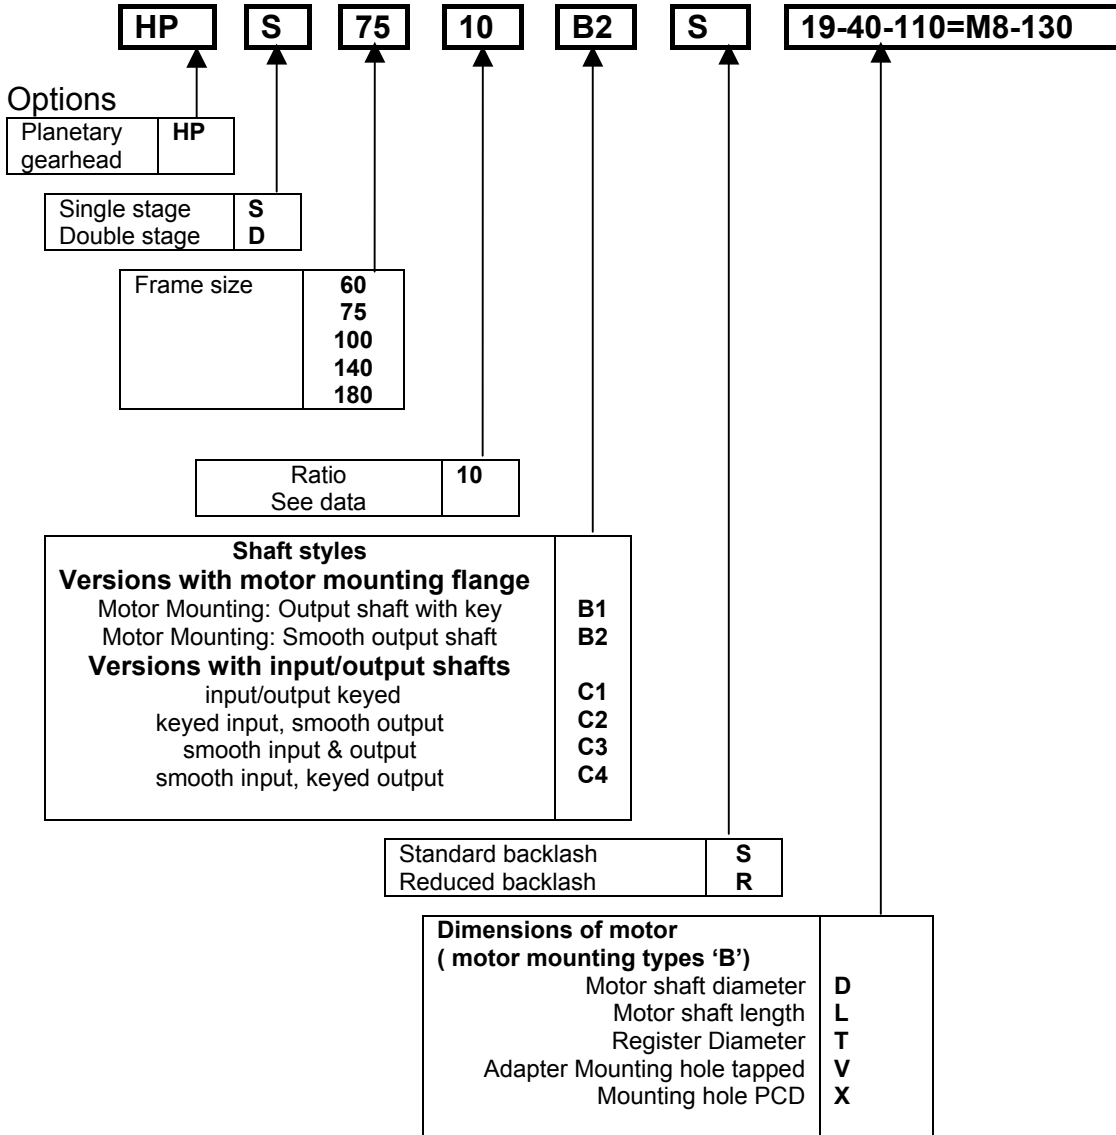 HP S 75 10 B2 S 19-40-110=M8-130
Options
Planetary HP
gearhead
Single stage S
Double stage D
Frame size 60
75
100
140
180
Ratio 10
See data
Shaft styles
Versions with motor mounting flange
Motor Mounting: Output shaft with key B1
Motor Mounting: Smooth output shaft B2
Versions with input/output shafts
input/output keyed C1
keyed input, smooth output C2
smooth input & output C3
smooth input, keyed output C4
Standard backlash S
Reduced backlash R
Dimensions of motor
( motor mounting types ‘B’)
Motor shaft diameter D
Motor shaft length L
Register Diameter T
Adapter Mounting hole tapped V
Mounting hole PCD X